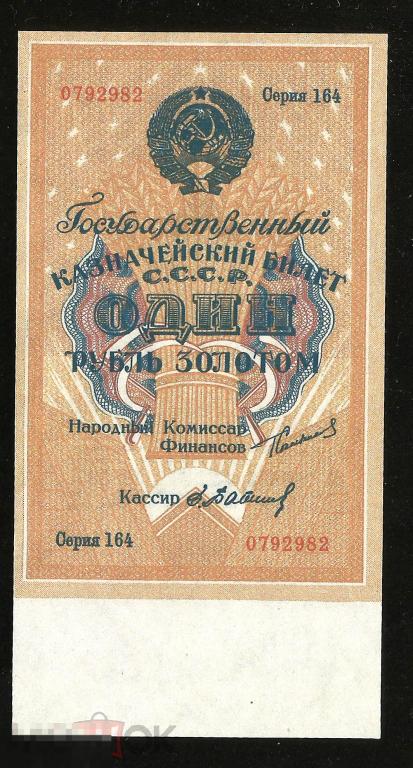 0792982 Серия 164
Государственный
КАЗНАЧЕЙСКИЙ БИЛЕТ
С.С.С.Р.
ОДИН
РУБЛЬ ЗОЛОТОМ
Народный Комиссар
Финансов
Кассир
Серия 164 0792982